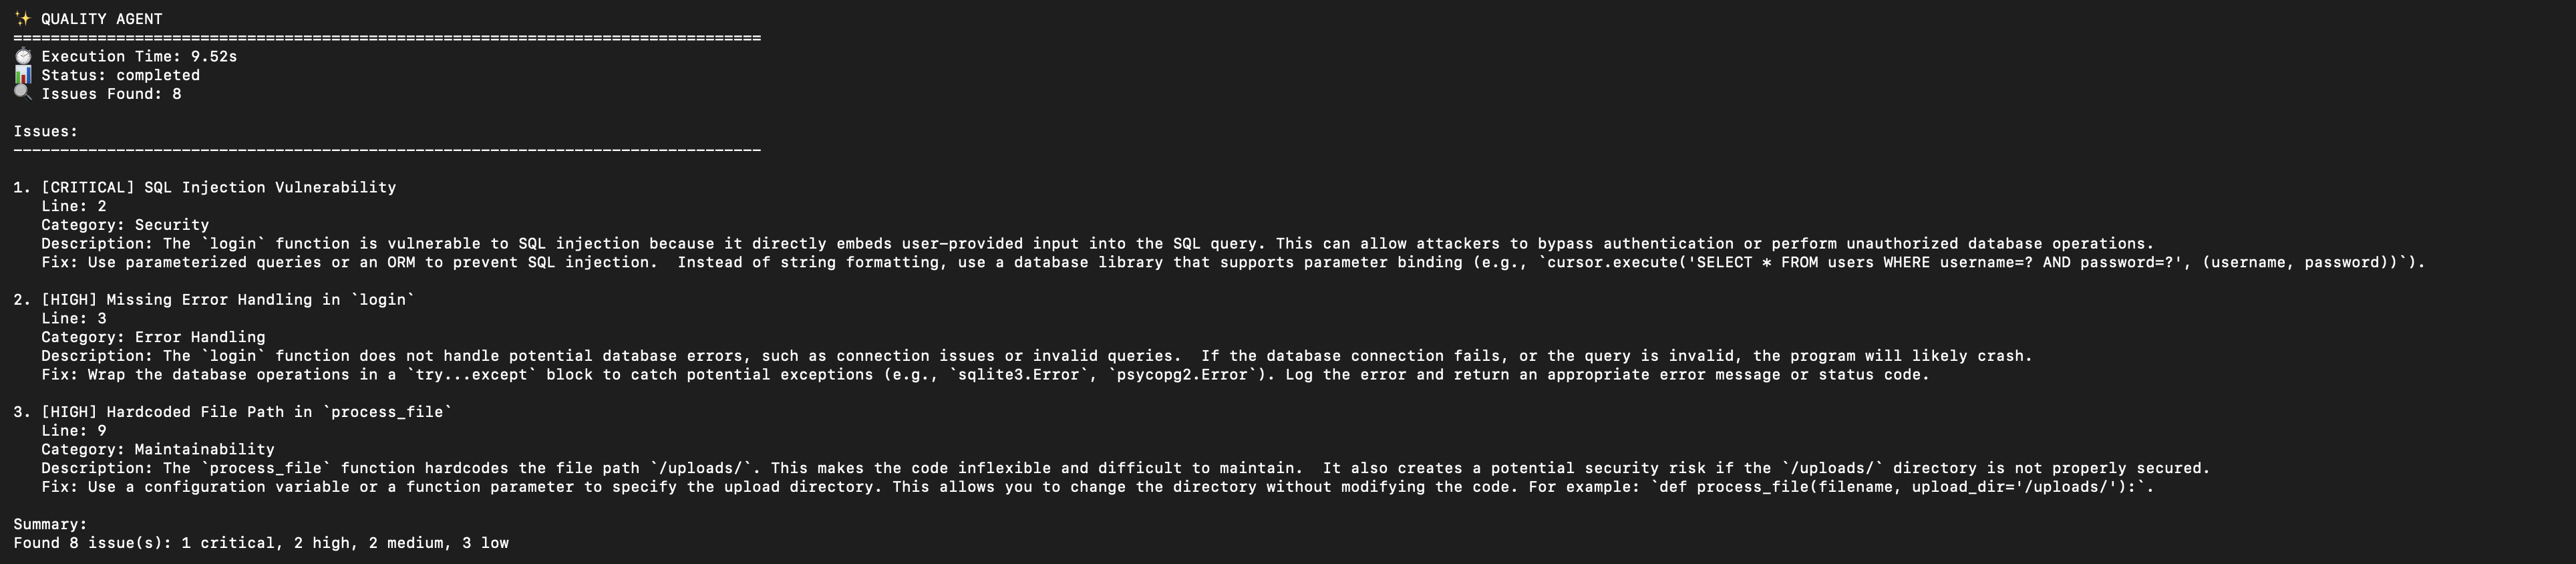 ✨ QUALITY AGENT
================================================================================
⏱️ Execution Time: 9.52s
📊 Status: completed
🔍 Issues Found: 8
Issues:
--------------------------------------------------------------------------------
1. [CRITICAL] SQL Injection Vulnerability
Line: 2
Category: Security
Description: The `login` function is vulnerable to SQL injection because it directly embeds user-provided input into the SQL query. This can allow attackers to bypass authentication or perform unauthorized database operations.
Fix: Use parameterized queries or an ORM to prevent SQL injection.  Instead of string formatting, use a database library that supports parameter binding (e.g., `cursor.execute('SELECT * FROM users WHERE username=? AND password=?', (username, password))`).
2. [HIGH] Missing Error Handling in `login`
Line: 3
Category: Error Handling
Description: The `login` function does not handle potential database errors, such as connection issues or invalid queries.  If the database connection fails, or the query is invalid, the program will likely crash.
Fix: Wrap the database operations in a `try...except` block to catch potential exceptions (e.g., `sqlite3.Error`, `psycopg2.Error`). Log the error and return an appropriate error message or status code.
3. [HIGH] Hardcoded File Path in `process_file`
Line: 9
Category: Maintainability
Description: The `process_file` function hardcodes the file path `/uploads/`. This makes the code inflexible and difficult to maintain.  It also creates a potential security risk if the `/uploads/` directory is not properly secured.
Fix: Use a configuration variable or a function parameter to specify the upload directory. This allows you to change the directory without modifying the code. For example: `def process_file(filename, upload_dir='/uploads/'):`.
Summary:
Found 8 issue(s): 1 critical, 2 high, 2 medium, 3 low